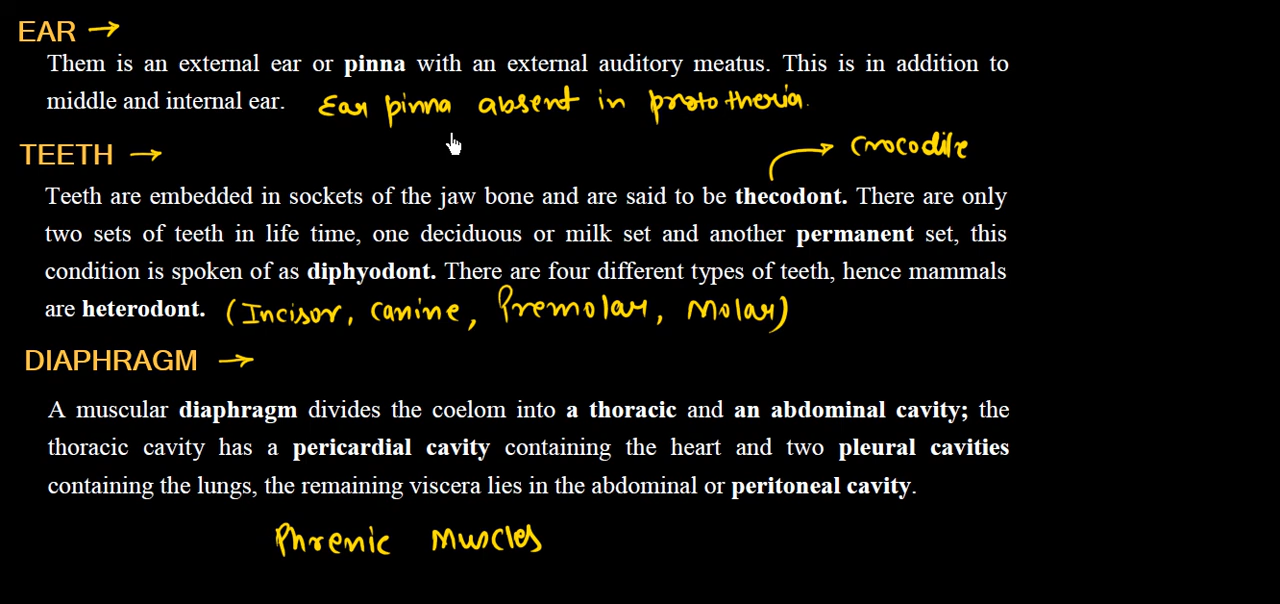 EAR →
Them is an external ear or pinna with an external auditory meatus. This is in addition to
middle and internal ear. Ear pinna absent in prototheria.
TEETH →
crocodile
Teeth are embedded in sockets of the jaw bone and are said to be thecodont. There are only
two sets of teeth in life time, one deciduous or milk set and another permanent set, this
condition is spoken of as diphyodont. There are four different types of teeth, hence mammals
are heterodont. (Incisor, canine, Premolar, Molar)
DIAPHRAGM →
A muscular diaphragm divides the coelom into a thoracic and an abdominal cavity; the
thoracic cavity has a pericardial cavity containing the heart and two pleural cavities
containing the lungs, the remaining viscera lies in the abdominal or peritoneal cavity.
Phrenic Muscles